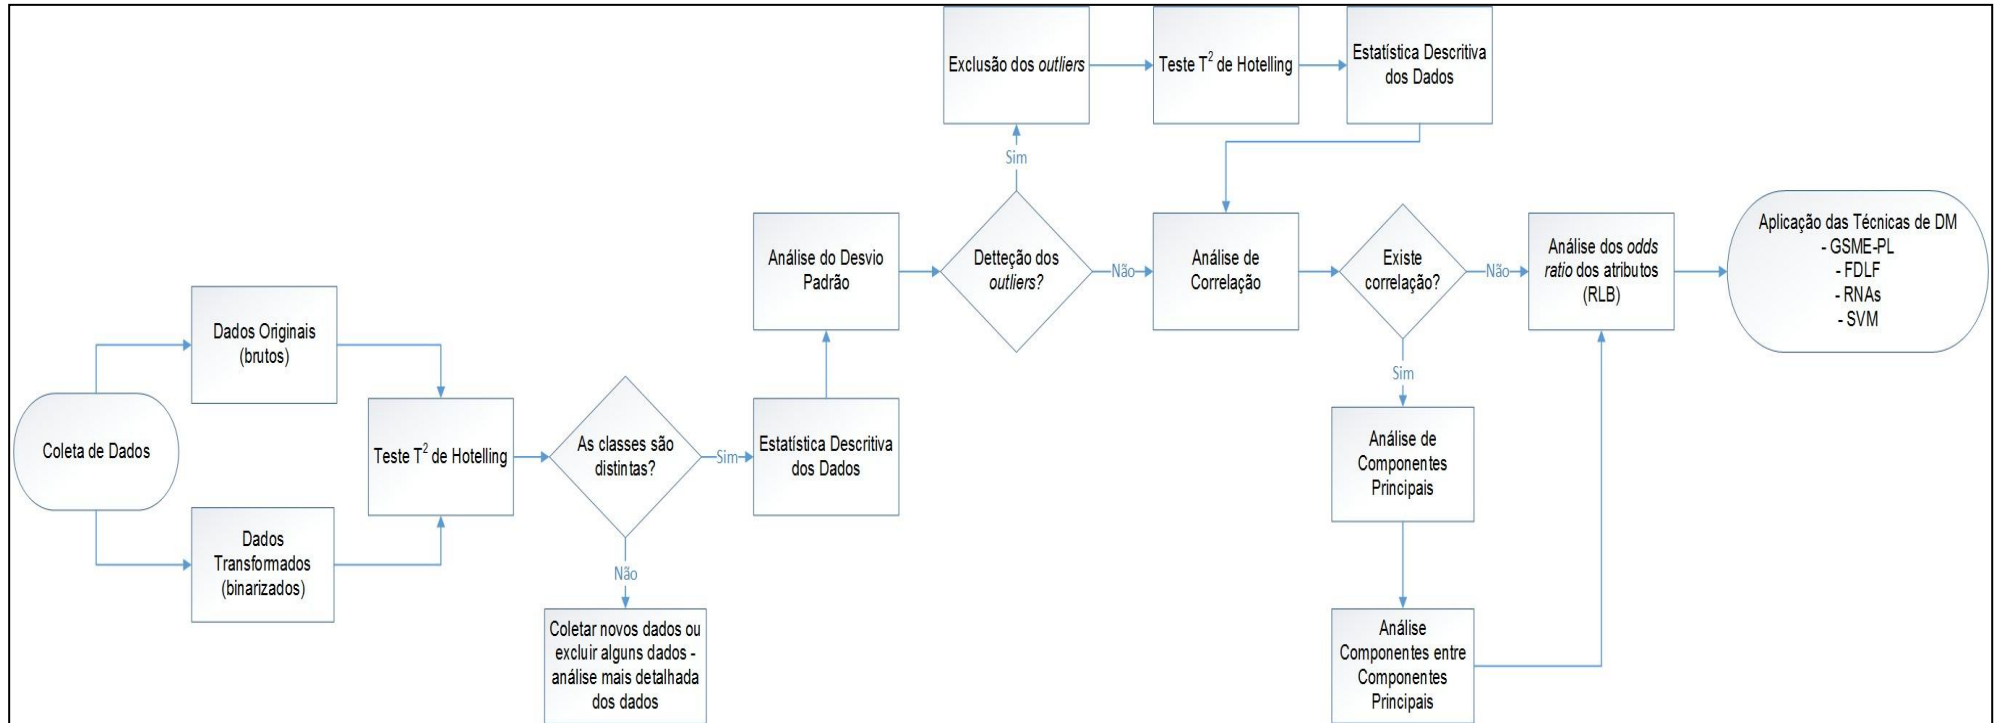 Coleta de Dados
Dados Originais
(brutos)
Dados
Transformados
(binarizados)
Teste T² de Hotelling
As classes são
distintas?
Não
Coletar novos dados ou
excluir alguns dados -
análise mais detalhada
dos dados
Sim
Estatística Descritiva
dos Dados
Análise do Desvio
Padrão
Detteção dos
outliers?
Sim
Exclusão dos outliers
Teste T² de Hotelling
Estatística Descritiva
dos Dados
Não
Análise de
Correlação
Existe
correlação?
Sim
Análise de
Componentes
Principais
Análise
Componentes entre
Componentes
Principais
Não
Análise dos odds
ratio dos atributos
(RLB)
Aplicação das Técnicas de DM
- GSME-PL
- FDLF
- RNAs
- SVM